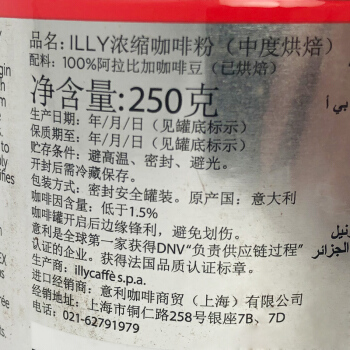 品名: ILLY浓缩咖啡粉（中度烘焙）
配料: 100%阿拉比加咖啡豆（已烘焙）
净含量:250克
生产日期: 年/月/日（见罐底标示）
保质期至: 年/月/日（见罐底标示）
贮存条件: 避高温、密封、避光。
开封后需冷藏保存。
包装方式: 密封安全罐装。原产国: 意大利
咖啡因含量: 低于1.5%
咖啡罐开启后边缘锋利，避免划伤。
意利是全球第一家获得DNV“负责供应链过程”
认证的企业。获得法国品质认证标章。
生产商: illycaffè s.p.a.
进口经销商: 意利咖啡商贸（上海）有限公司
经销商地址: 上海市铜仁路258号银座7B、7D
电话: 021-62791979